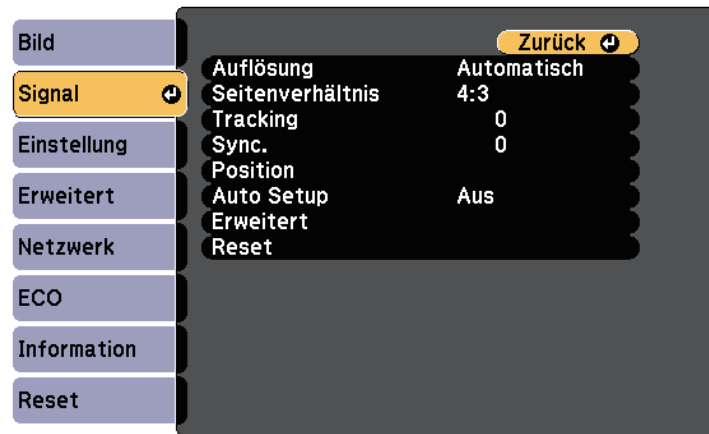 Bild
Signal
Einstellung
Erweitert
Netzwerk
ECO
Information
Reset
Zurück
Auflösung Automatisch
Seitenverhältnis 4:3
Tracking 0
Sync. 0
Position
Auto Setup Aus
Erweitert
Reset